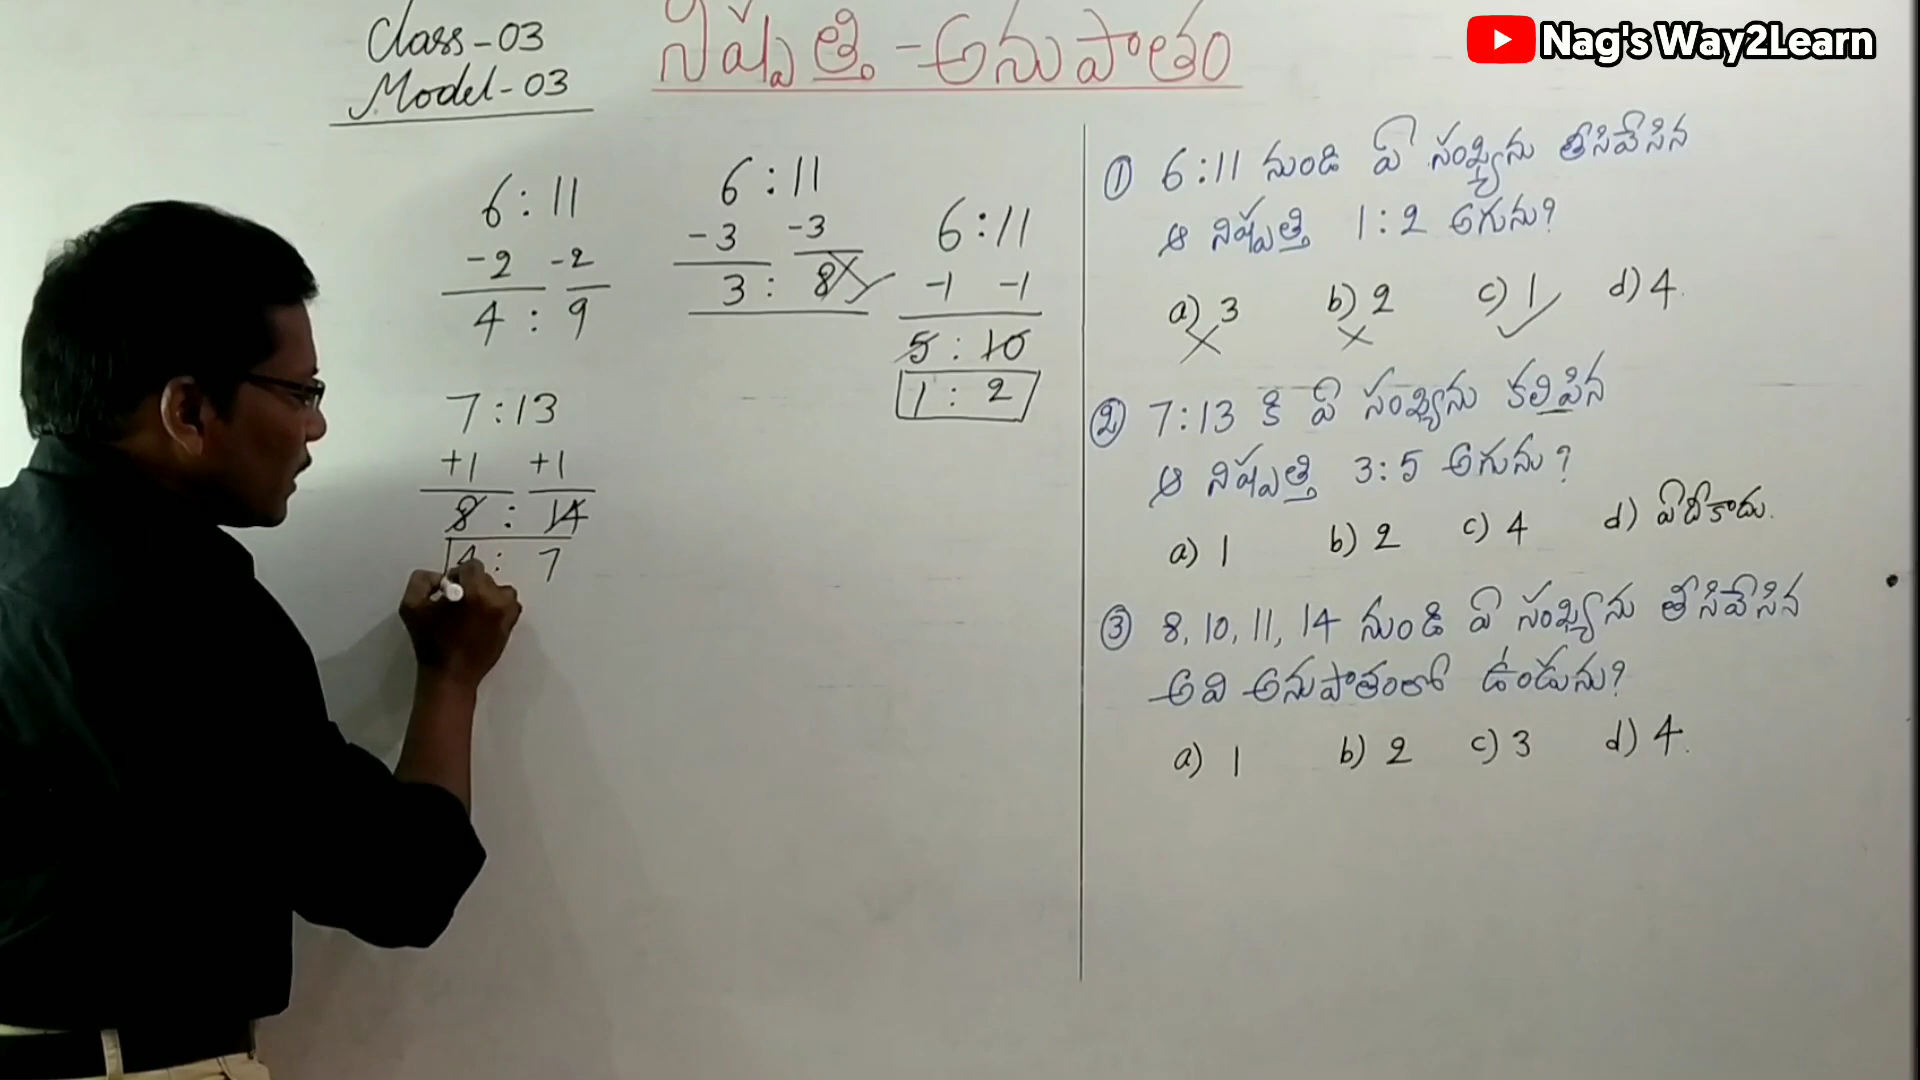 Class-03
Model-03
నిష్పత్తి - అనుపాతం
Nag's Way2Learn
6 : 11
-2 -2
4 : 9
6 : 11
-3 -3
3 : 8
6 : 11
-1 -1
5 : 10
1 : 2
7 : 13
+1 +1
8 : 14
4 : 7
① 6:11 నుండి ఏ సంఖ్యను తీసివేసిన
ఆ నిష్పత్తి 1:2 అగును?
a) 3 b) 2 c) 1 d) 4.
② 7:13 కి ఏ సంఖ్యను కలిపిన
ఆ నిష్పత్తి 3:5 అగును?
a) 1 b) 2 c) 4 d) ఏదీకాదు.
③ 8, 10, 11, 14 నుండి ఏ సంఖ్యను తీసివేసిన
అవి అనుపాతంలో ఉండును?
a) 1 b) 2 c) 3 d) 4.